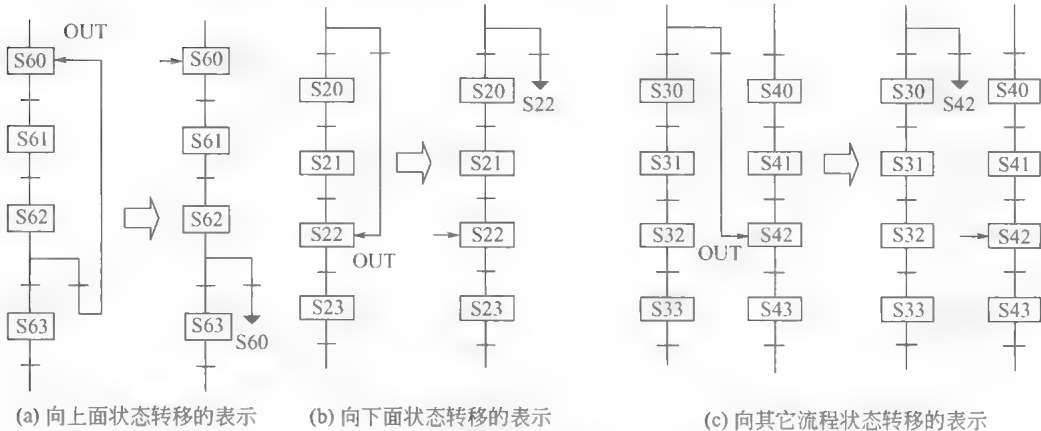 OUT
S60
S61
S62
S63
S60
S61
S62
S63
S60
(a) 向上面状态转移的表示
S20
S21
S22
OUT
S23
S20
S22
S21
S22
S23
(b) 向下面状态转移的表示
S30
S40
S31
S41
S32
OUT
S42
S33
S43
S30
S42
S40
S31
S41
S32
S42
S33
S43
(c) 向其它流程状态转移的表示